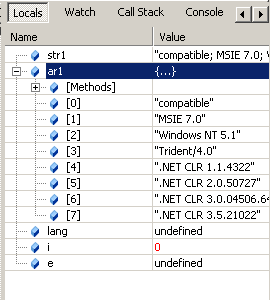 Locals Watch Call Stack Console
Name Value
str1 "compatible; MSIE 7.0;
ar1 {...}
[Methods]
[0] "compatible"
[1] "MSIE 7.0"
[2] "Windows NT 5.1"
[3] "Trident/4.0"
[4] ".NET CLR 1.1.4322"
[5] ".NET CLR 2.0.50727"
[6] ".NET CLR 3.0.04506.64
[7] ".NET CLR 3.5.21022"
lang undefined
i 0
e undefined